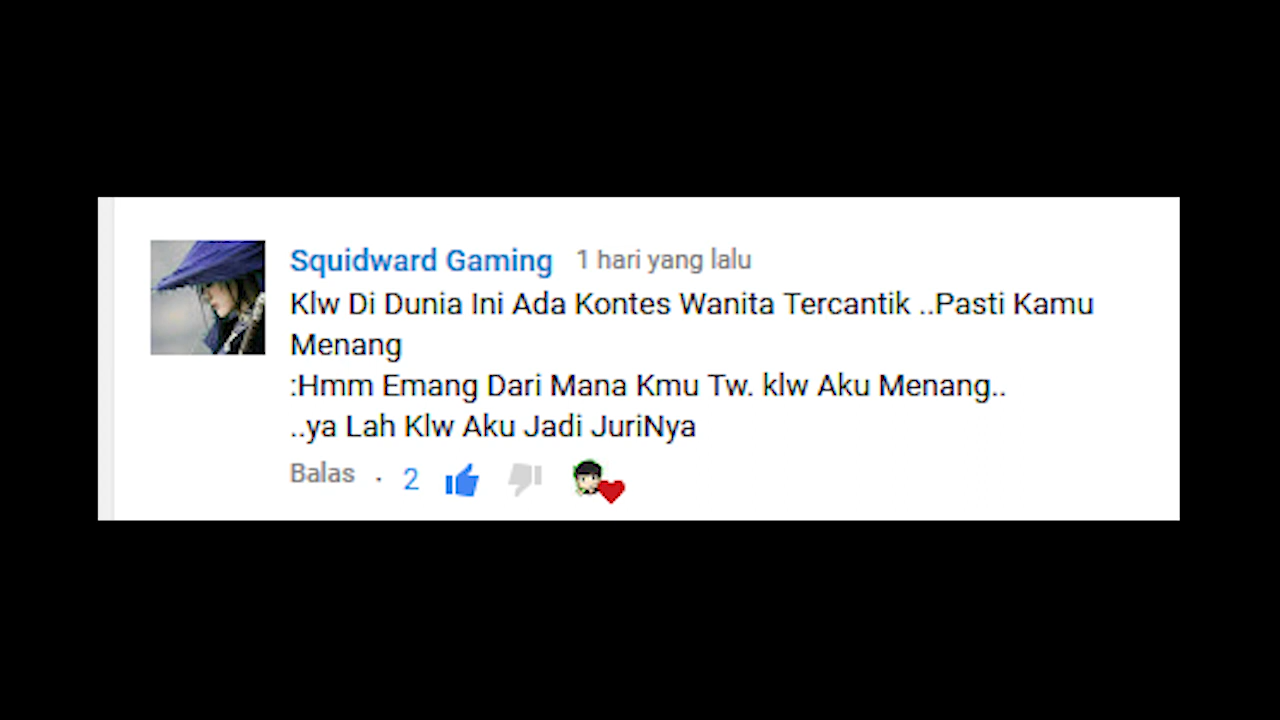 Squidward Gaming 1 hari yang lalu
Klw Di Dunia Ini Ada Kontes Wanita Tercantik ..Pasti Kamu
Menang
:Hmm Emang Dari Mana Kmu Tw. klw Aku Menang..
..ya Lah Klw Aku Jadi JuriNya
Balas . 2